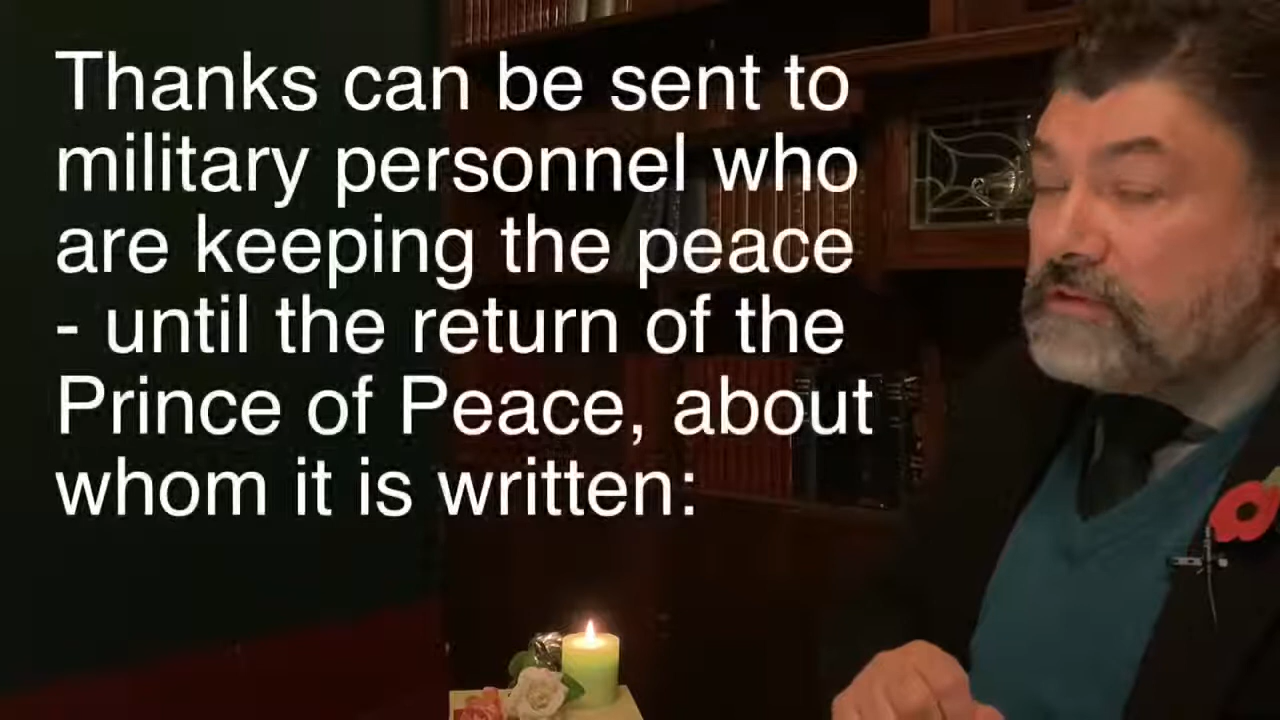 Thanks can be sent to
military personnel who
are keeping the peace
- until the return of the
Prince of Peace, about
whom it is written: